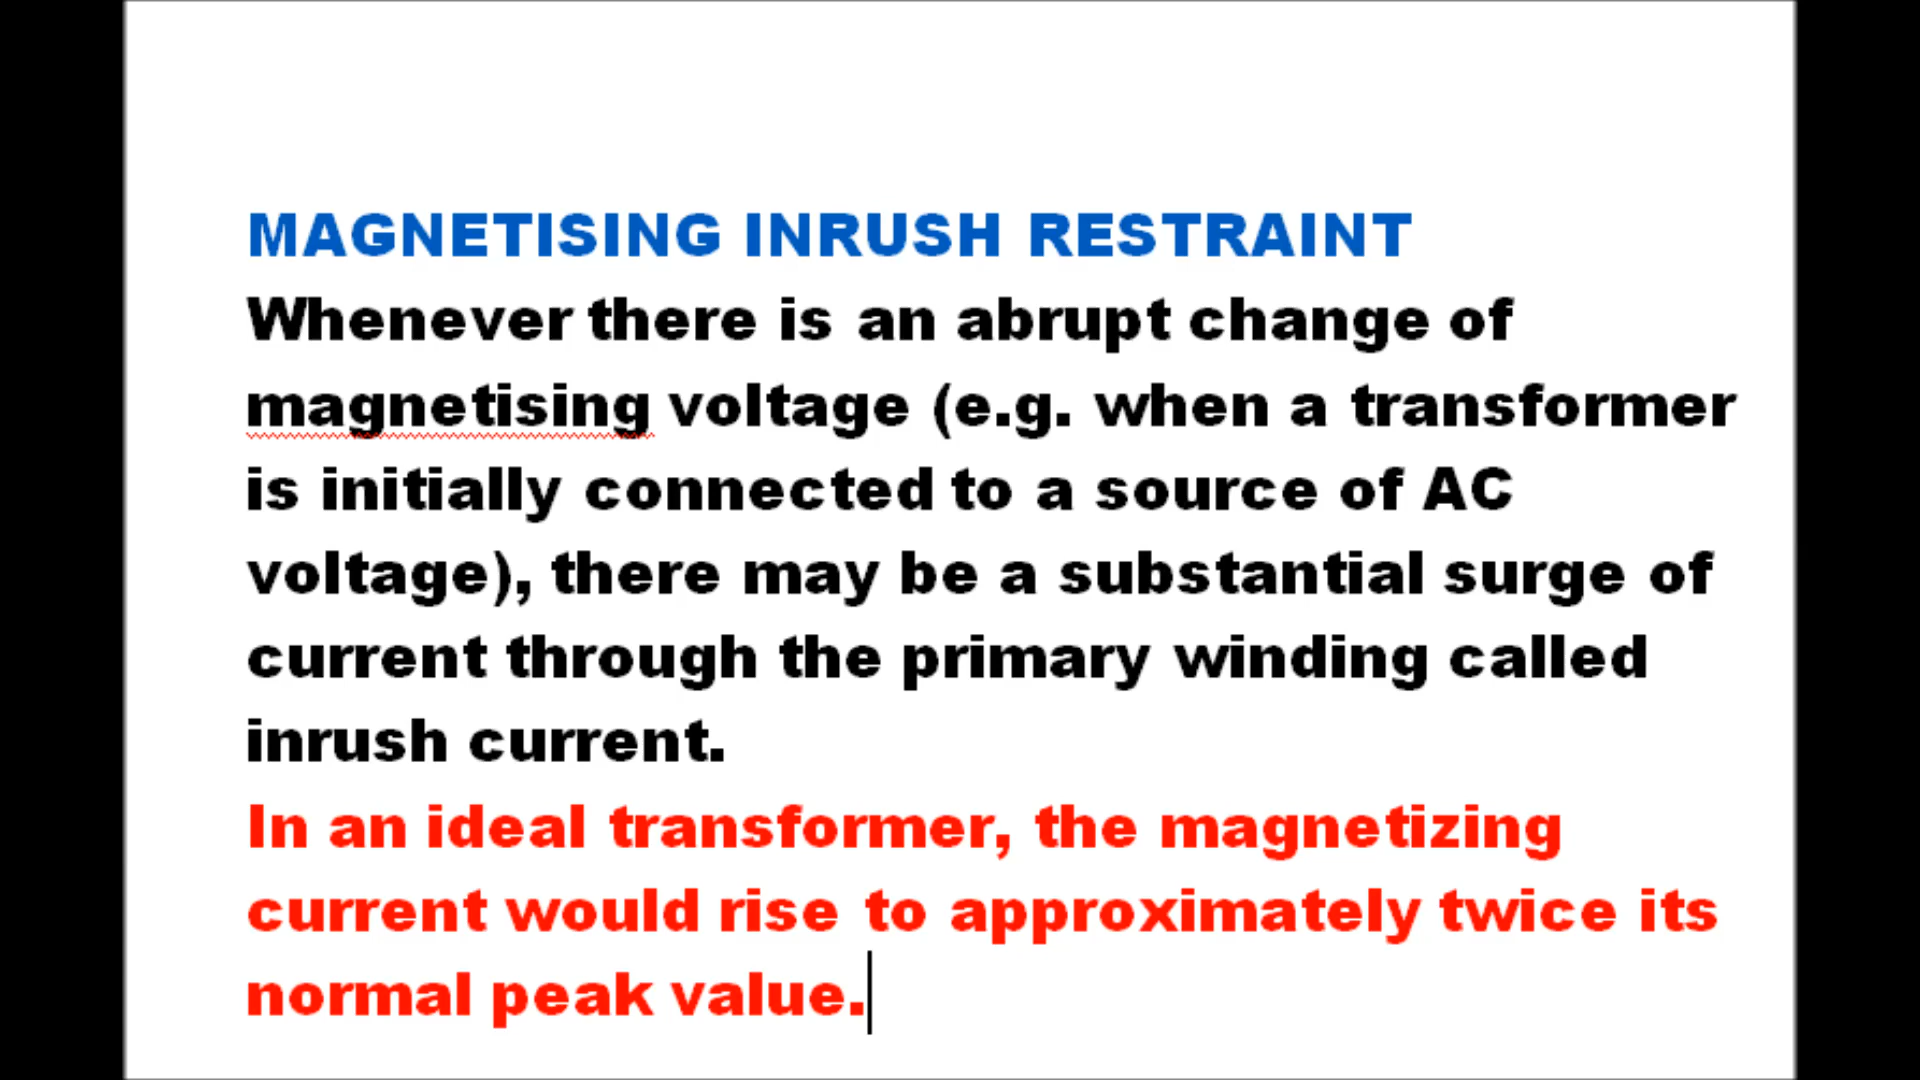 MAGNETISING INRUSH RESTRAINT
Whenever there is an abrupt change of
magnetising voltage (e.g. when a transformer
is initially connected to a source of AC
voltage), there may be a substantial surge of
current through the primary winding called
inrush current.
In an ideal transformer, the magnetizing
current would rise to approximately twice its
normal peak value.